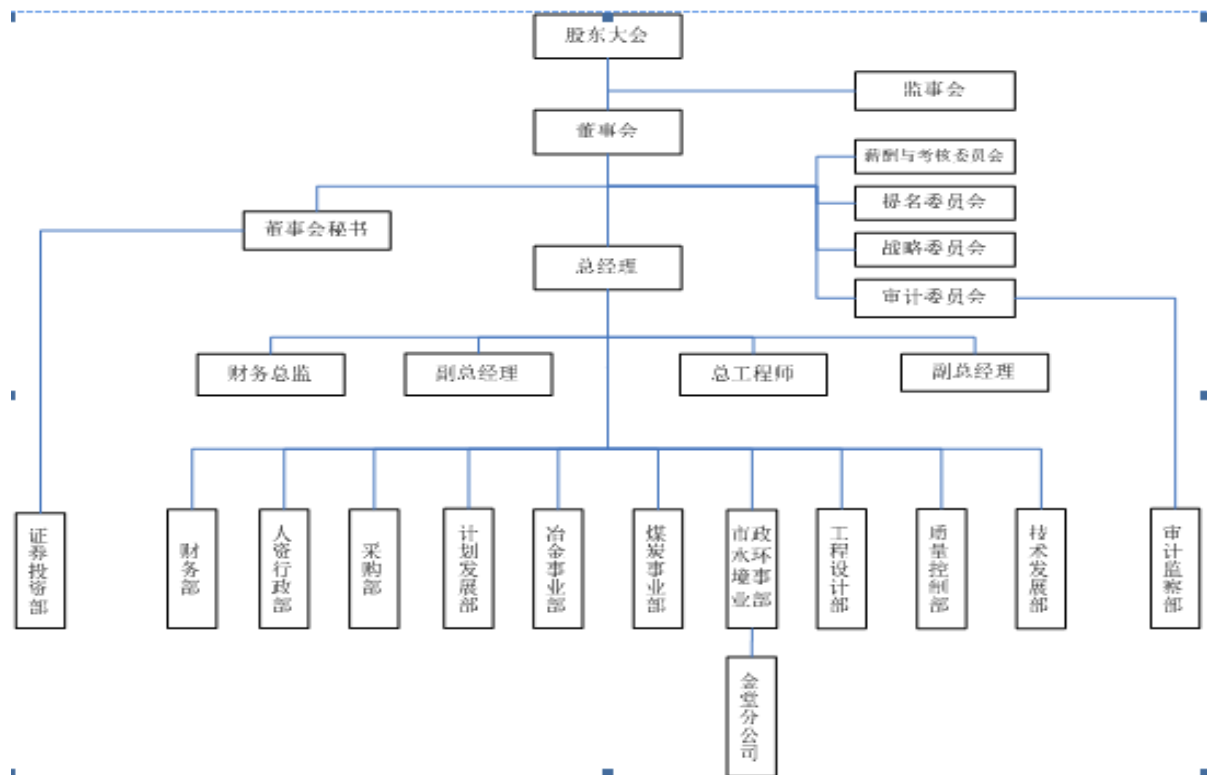 股东大会
监事会
董事会
薪酬与考核委员会
提名委员会
董事会秘书
战略委员会
总经理
审计委员会
财务总监
副总经理
总工程师
副总经理
证券投资部
财务部
人资行政部
采购部
计划发展部
冶金事业部
煤炭事业部
市政
水环
境事
业部
工程设计部
质量控制部
技术发展部
审计监察部
金堂分公司